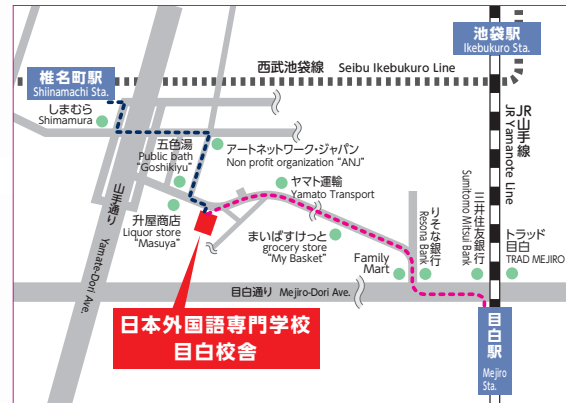 池袋駅
Ikebukuro Sta.
西武池袋線 Seibu Ikebukuro Line
椎名町駅
Shiinamachi Sta.
しまむら
Shimamura
五色湯
Public bath
"Goshikiyu"
アートネットワーク・ジャパン
Non profit organization "ANJ"
JR山手線
JR Yamanote Line
ヤマト運輸
Yamato Transport
山手通り Yamate-Dori Ave.
升屋商店
Liquor store
"Masuya"
まいばすけっと
grocery store
"My Basket"
Family
Mart
りそな銀行
Resona Bank
三井住友銀行
Sumitomo Mitsui Bank
トラッド
目白
TRAD MEJIRO
目白通り Mejiro-Dori Ave.
日本外国語専門学校
目白校舎
目白駅
Mejiro
Sta.